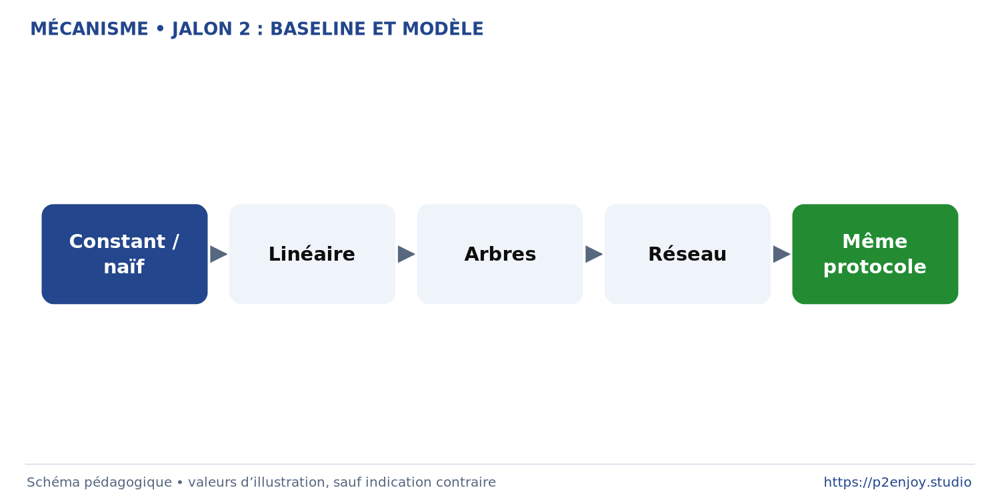 MÉCANISME • JALON 2 : BASELINE ET MODÈLE
Constant /
naïf
Linéaire
Arbres
Réseau
Même
protocole
Schéma pédagogique • valeurs d’illustration, sauf indication contraire
https://p2enjoy.studio